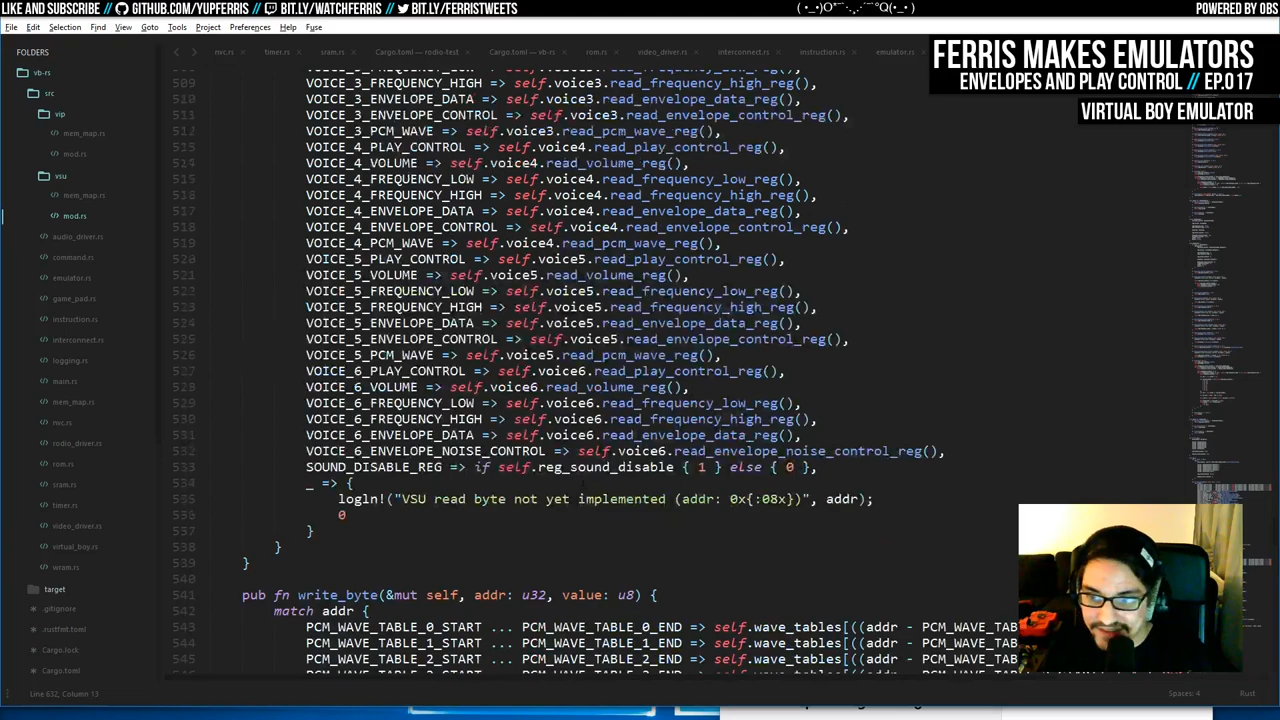 LIKE AND SUBSCRIBE // GITHUB.COM/YUPFERRIS // BIT.LY/WATCHFERRIS // BIT.LY/FERRISTWEETS
POWERED BY OBS
File Edit Selection Find View Goto Tools Project Preferences Help Fuse
FERRIS MAKES EMULATORS
ENVELOPES AND PLAY CONTROL // EP.017
VIRTUAL BOY EMULATOR
nvc.rs timer.rs sram.rs Cargo.toml — rodio-test Cargo.toml — vb-rs rom.rs video_driver.rs interconnect.rs instruction.rs emulator.rs
FOLDERS
vb-rs
src
vip
mem_map.rs
mod.rs
vsu
mem_map.rs
mod.rs
audio_driver.rs
command.rs
emulator.rs
game_pad.rs
instruction.rs
interconnect.rs
logging.rs
main.rs
mem_map.rs
nvc.rs
rodio_driver.rs
rom.rs
sram.rs
timer.rs
video_driver.rs
virtual_boy.rs
wram.rs
target
.gitignore
.rustfmt.toml
Cargo.lock
Cargo.toml
509 VOICE_3_FREQUENCY_HIGH => self.voice3.read_frequency_high_reg(),
510 VOICE_3_ENVELOPE_DATA => self.voice3.read_envelope_data_reg(),
511 VOICE_3_ENVELOPE_CONTROL => self.voice3.read_envelope_control_reg(),
512 VOICE_3_PCM_WAVE => self.voice3.read_pcm_wave_reg(),
513 VOICE_4_PLAY_CONTROL => self.voice4.read_play_control_reg(),
514 VOICE_4_VOLUME => self.voice4.read_volume_reg(),
515 VOICE_4_FREQUENCY_LOW => self.voice4.read_frequency_low_reg(),
516 VOICE_4_FREQUENCY_HIGH => self.voice4.read_frequency_high_reg(),
517 VOICE_4_ENVELOPE_DATA => self.voice4.read_envelope_data_reg(),
518 VOICE_4_ENVELOPE_CONTROL => self.voice4.read_envelope_control_reg(),
519 VOICE_4_PCM_WAVE => self.voice4.read_pcm_wave_reg(),
520 VOICE_5_PLAY_CONTROL => self.voice5.read_play_control_reg(),
521 VOICE_5_VOLUME => self.voice5.read_volume_reg(),
522 VOICE_5_FREQUENCY_LOW => self.voice5.read_frequency_low_reg(),
523 VOICE_5_FREQUENCY_HIGH => self.voice5.read_frequency_high_reg(),
524 VOICE_5_ENVELOPE_DATA => self.voice5.read_envelope_data_reg(),
525 VOICE_5_ENVELOPE_CONTROL => self.voice5.read_envelope_control_reg(),
526 VOICE_5_PCM_WAVE => self.voice5.read_pcm_wave_reg(),
527 VOICE_6_PLAY_CONTROL => self.voice6.read_play_control_reg(),
528 VOICE_6_VOLUME => self.voice6.read_volume_reg(),
529 VOICE_6_FREQUENCY_LOW => self.voice6.read_frequency_low_reg(),
530 VOICE_6_FREQUENCY_HIGH => self.voice6.read_frequency_high_reg(),
531 VOICE_6_ENVELOPE_DATA => self.voice6.read_envelope_data_reg(),
532 VOICE_6_ENVELOPE_NOISE_CONTROL => self.voice6.read_envelope_noise_control_reg(),
533 SOUND_DISABLE_REG => if self.reg_sound_disable { 1 } else { 0 },
534 _ => {
535 logln!("VSU read byte not yet implemented (addr: 0x{:08x})", addr);
536 0
537 }
538 }
539 }
540
541 pub fn write_byte(&mut self, addr: u32, value: u8) {
542 match addr {
543 PCM_WAVE_TABLE_0_START ... PCM_WAVE_TABLE_0_END => self.wave_tables[((addr - PCM_WAVE_TAB
544 PCM_WAVE_TABLE_1_START ... PCM_WAVE_TABLE_1_END => self.wave_tables[((addr - PCM_WAVE_TAB
545 PCM_WAVE_TABLE_2_START ... PCM_WAVE_TABLE_2_END => self.wave_tables[((addr - PCM_WAVE_TAB
Line 632, Column 13
Spaces: 4
Rust